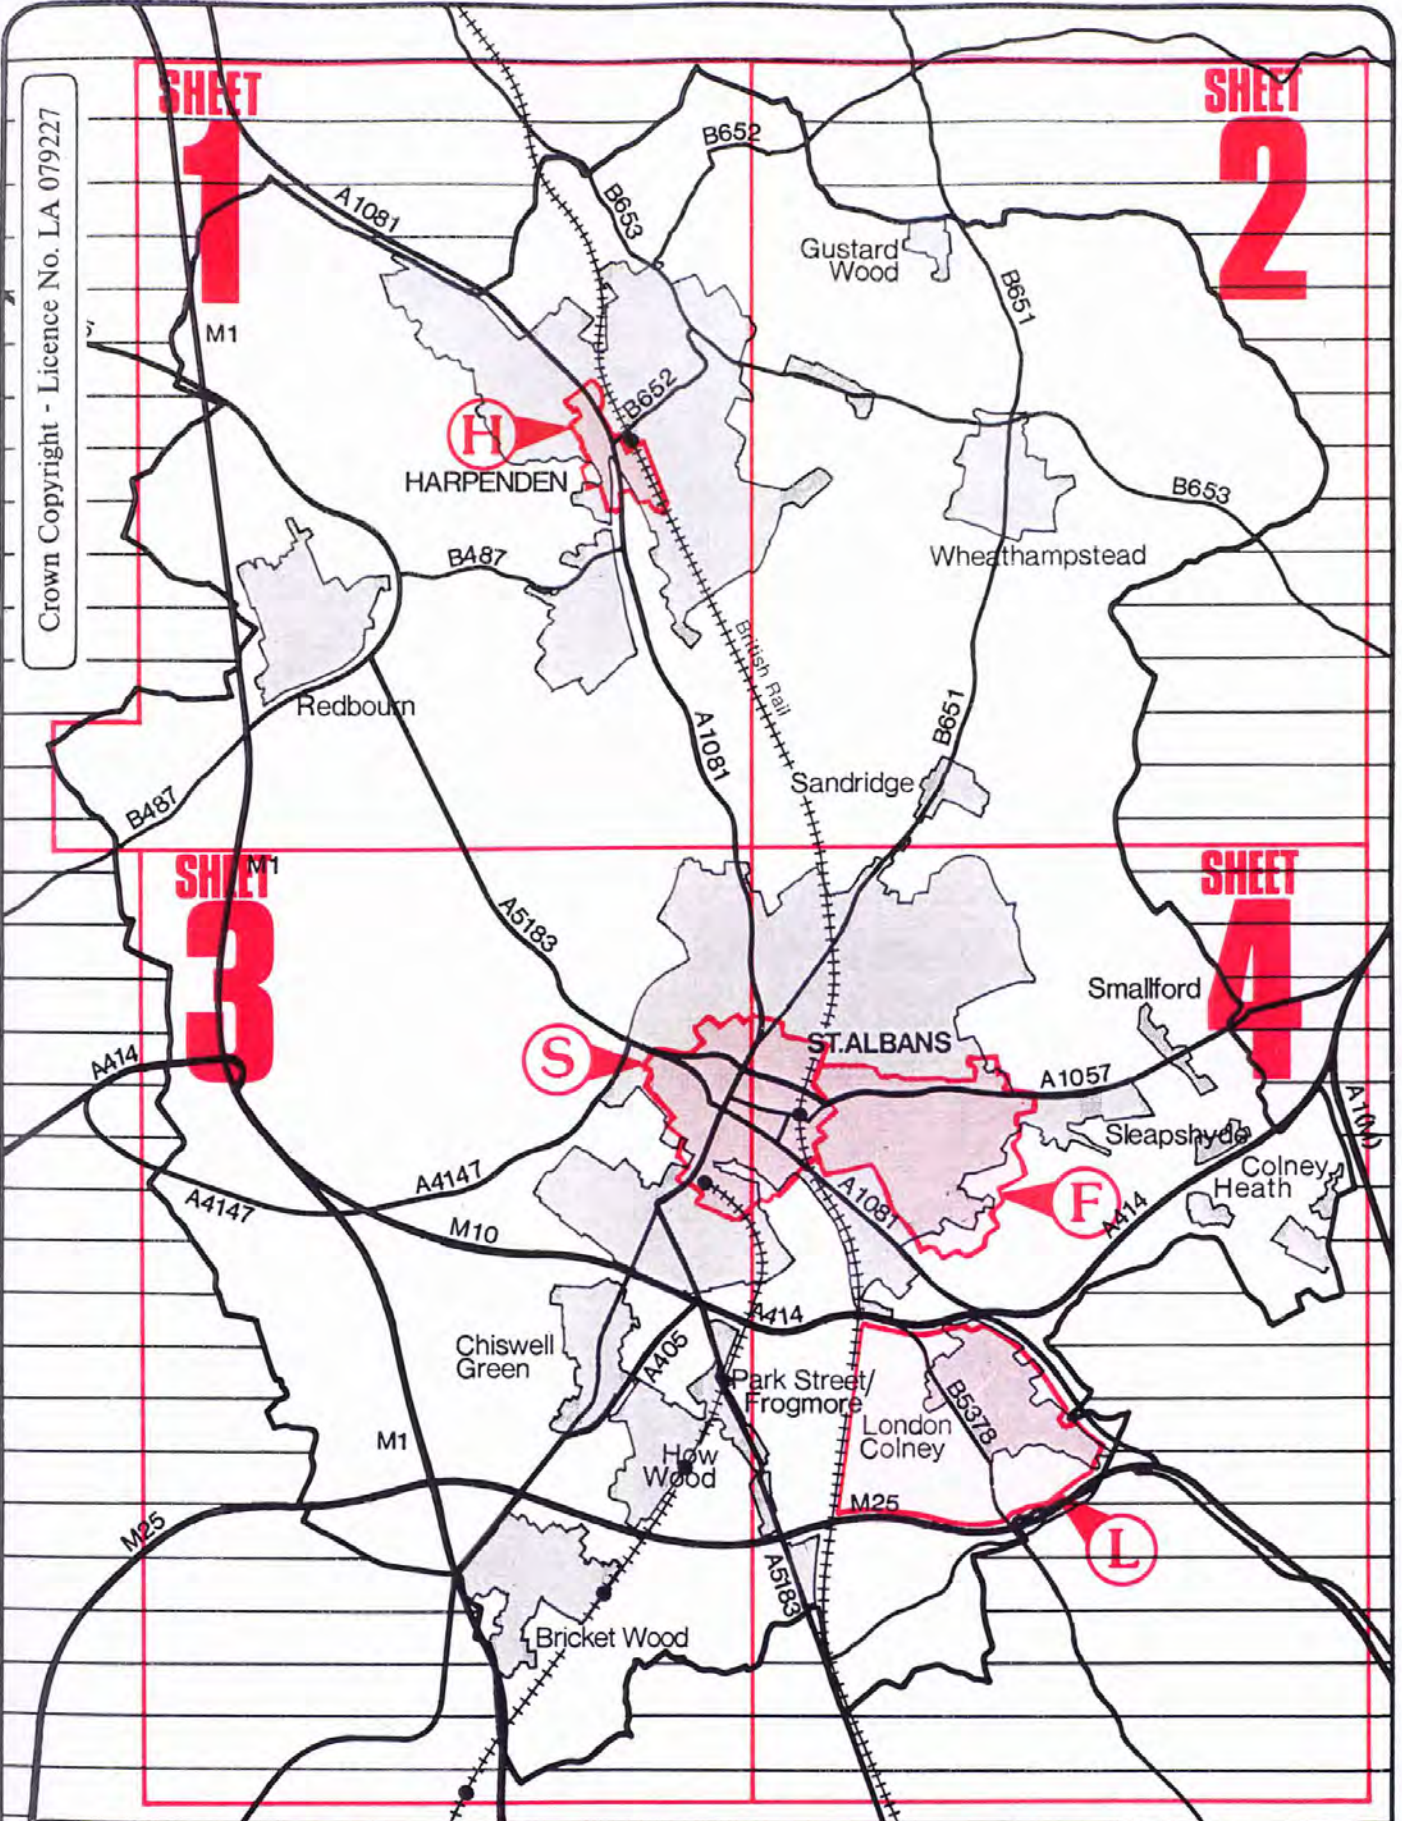 Crown Copyright - Licence No. LA 079227
SHEET
1
SHEET
2
B652
A1081
B653
Gustard
Wood
B651
M1
B652
H
HARPENDEN
B653
B487
Wheathampstead
British Rail
Redbourn
A1081
B651
Sandridge
B487
SHEET
3
M1
SHEET
4
A5183
Smallford
S
ST.ALBANS
A414
A1057
Sleapshyde
Colney
Heath
A4147
A4147
A1081
F
A414
M10
A414
Chiswell
Green
A405
Park Street/
Frogmore
London
Colney
B5378
M1
How
Wood
M25
M25
L
A5183
Bricket Wood